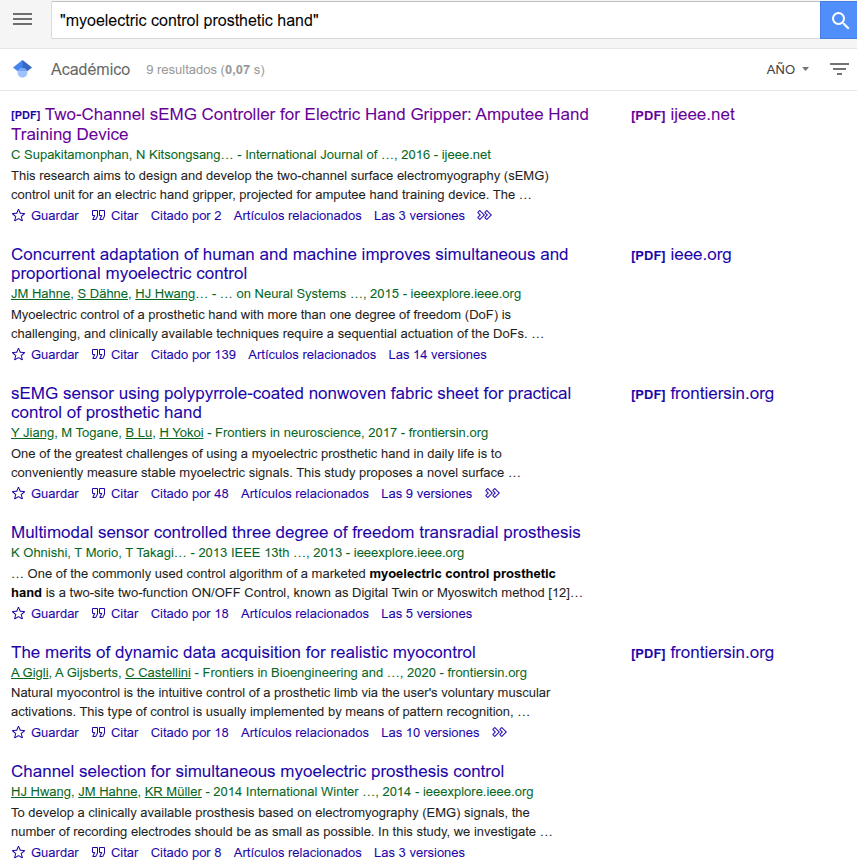 "myoelectric control prosthetic hand"
Académico 9 resultados (0,07 s) AÑO
[PDF] Two-Channel sEMG Controller for Electric Hand Gripper: Amputee Hand
Training Device
[PDF] ijeee.net
C Supakitamonphan, N Kitsongsang… - International Journal of …, 2016 - ijeee.net
This research aims to design and develop the two-channel surface electromyography (sEMG)
control unit for an electric hand gripper, projected for amputee hand training device. The …
Guardar Citar Citado por 2 Artículos relacionados Las 3 versiones
Concurrent adaptation of human and machine improves simultaneous and
proportional myoelectric control
[PDF] ieee.org
JM Hahne, S Dähne, HJ Hwang… - … on Neural Systems …, 2015 - ieeexplore.ieee.org
Myoelectric control of a prosthetic hand with more than one degree of freedom (DoF) is
challenging, and clinically available techniques require a sequential actuation of the DoFs. …
Guardar Citar Citado por 139 Artículos relacionados Las 14 versiones
sEMG sensor using polypyrrole-coated nonwoven fabric sheet for practical
control of prosthetic hand
[PDF] frontiersin.org
Y Jiang, M Togane, B Lu, H Yokoi - Frontiers in neuroscience, 2017 - frontiersin.org
One of the greatest challenges of using a myoelectric prosthetic hand in daily life is to
conveniently measure stable myoelectric signals. This study proposes a novel surface …
Guardar Citar Citado por 48 Artículos relacionados Las 9 versiones
Multimodal sensor controlled three degree of freedom transradial prosthesis
K Ohnishi, T Morio, T Takagi… - 2013 IEEE 13th …, 2013 - ieeexplore.ieee.org
… One of the commonly used control algorithm of a marketed myoelectric control prosthetic
hand is a two-site two-function ON/OFF Control, known as Digital Twin or Myoswitch method [12]…
Guardar Citar Citado por 18 Artículos relacionados Las 5 versiones
The merits of dynamic data acquisition for realistic myocontrol
[PDF] frontiersin.org
A Gigli, A Gijsberts, C Castellini - Frontiers in Bioengineering and …, 2020 - frontiersin.org
Natural myocontrol is the intuitive control of a prosthetic limb via the user's voluntary muscular
activations. This type of control is usually implemented by means of pattern recognition, …
Guardar Citar Citado por 18 Artículos relacionados Las 10 versiones
Channel selection for simultaneous myoelectric prosthesis control
HJ Hwang, JM Hahne, KR Müller - 2014 International Winter …, 2014 - ieeexplore.ieee.org
To develop a clinically available prosthesis based on electromyography (EMG) signals, the
number of recording electrodes should be as small as possible. In this study, we investigate …
Guardar Citar Citado por 8 Artículos relacionados Las 3 versiones